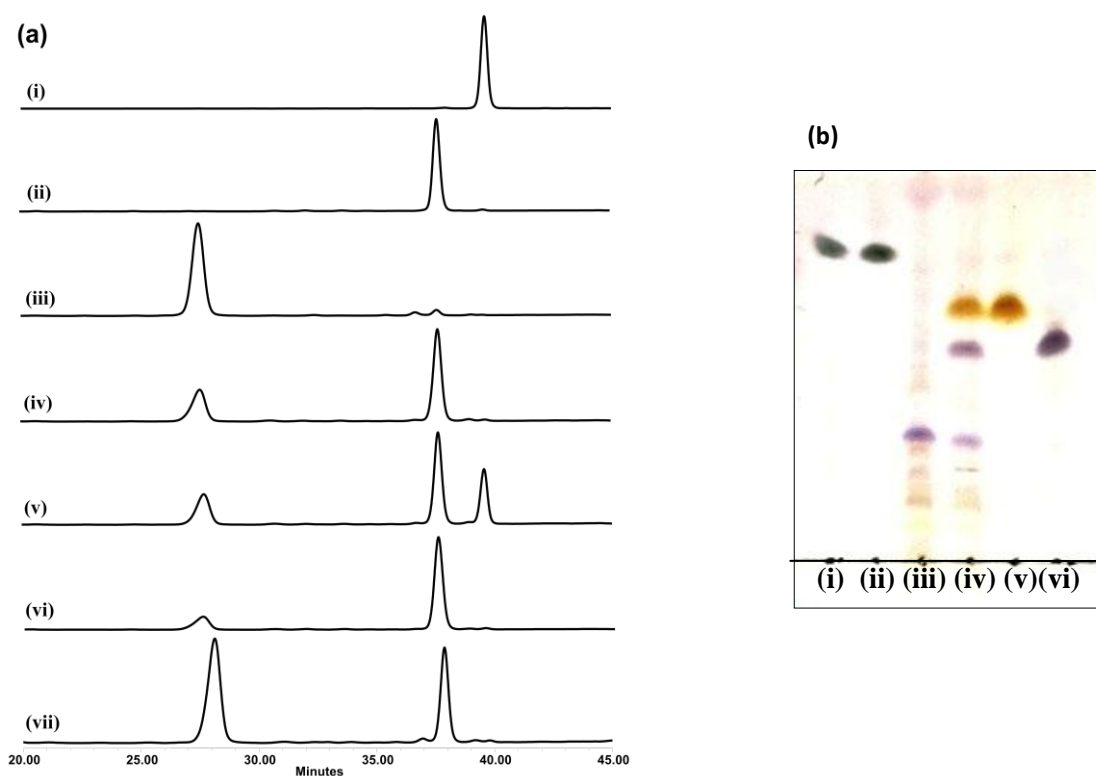 (a)
(i)
(ii)
(iii)
(iv)
(v)
(vi)
(vii)
20.00 25.00 30.00 35.00 40.00 45.00
Minutes
(b)
(i) (ii) (iii) (iv) (v) (vi)